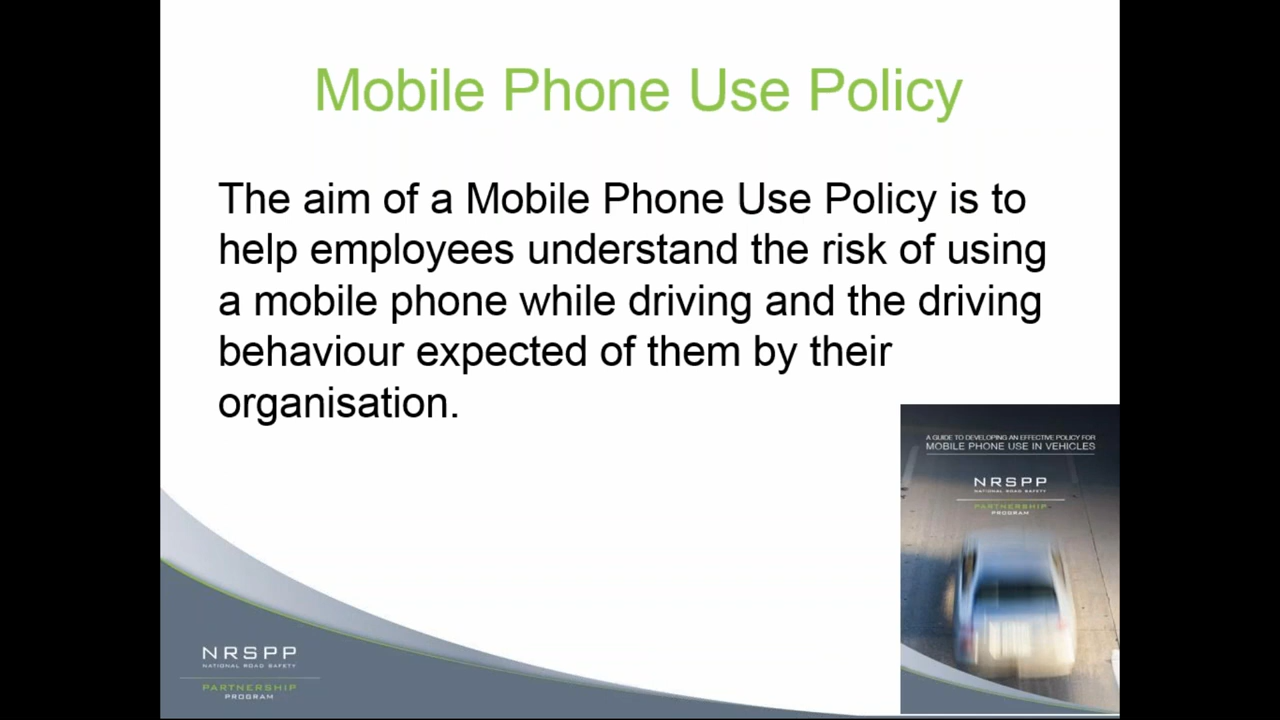 Mobile Phone Use Policy
The aim of a Mobile Phone Use Policy is to
help employees understand the risk of using
a mobile phone while driving and the driving
behaviour expected of them by their
organisation.
A GUIDE TO DEVELOPING AN EFFECTIVE POLICY FOR
MOBILE PHONE USE IN VEHICLES
NRSPP
NATIONAL ROAD SAFETY
PARTNERSHIP
PROGRAM
NRSPP
NATIONAL ROAD SAFETY
PARTNERSHIP
PROGRAM